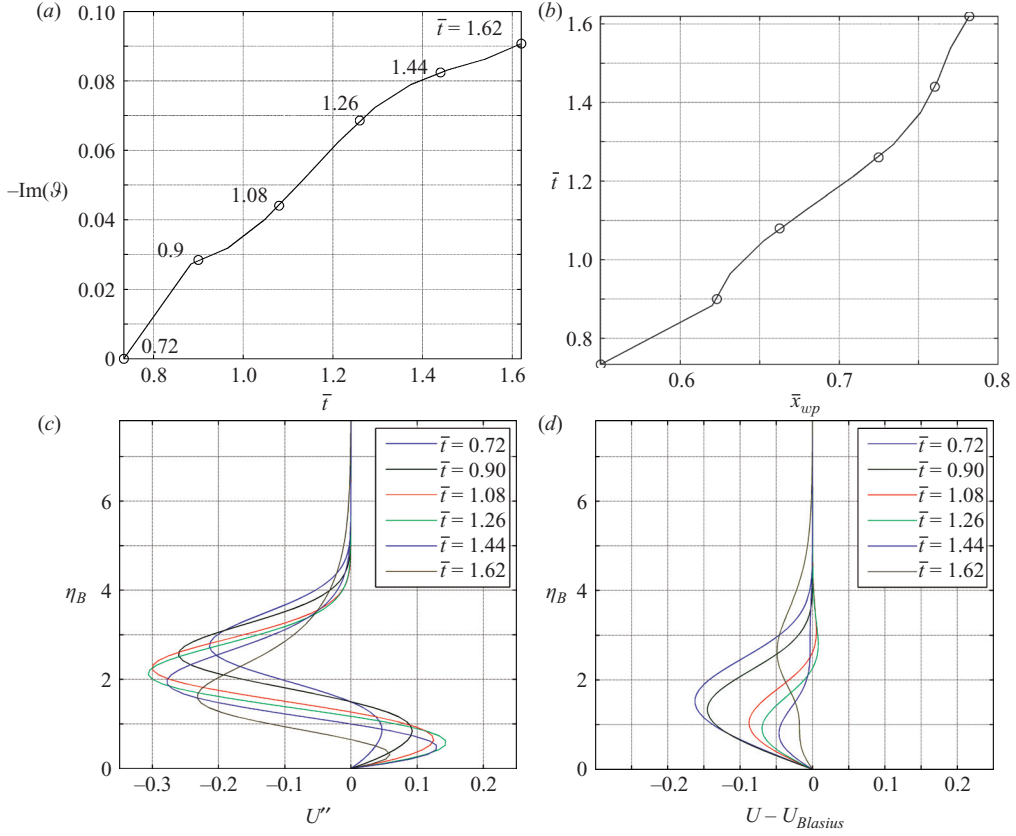 (a)
0.10
0.08
0.06
–Im(ϑ)
0.04
0.02
0
t̄ = 1.62
1.44
1.26
1.08
0.9
0.72
0.8 1.0 1.2 1.4 1.6
t̄
(b)
1.6
1.4
t̄
1.2
1.0
0.8
0.6 0.7 0.8
x̄wp
(c)
t̄ = 0.72
t̄ = 0.90
t̄ = 1.08
t̄ = 1.26
t̄ = 1.44
t̄ = 1.62
6
4
ηB
2
0
–0.3 –0.2 –0.1 0 0.1 0.2
U″
(d)
t̄ = 0.72
t̄ = 0.90
t̄ = 1.08
t̄ = 1.26
t̄ = 1.44
t̄ = 1.62
6
4
ηB
2
0
–0.3 –0.2 –0.1 0 0.1 0.2
U – UBlasius